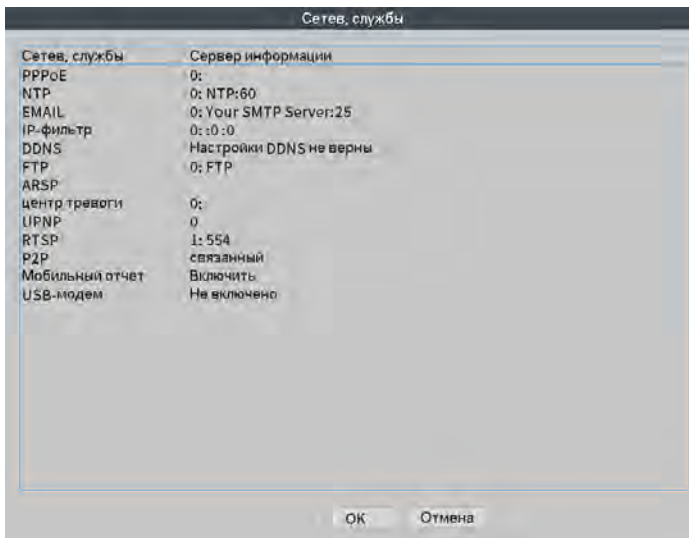 Сетев, службы
Сетев, службы Сервер информации
PPPoE 0:
NTP 0: NTP:60
EMAIL 0: Your SMTP Server:25
IP-фильтр 0: :0 :0
DDNS Настройки DDNS не верны
FTP 0: FTP
ARSP
центр тревоги 0:
UPNP 0
RTSP 1: 554
P2P связанный
Мобильный отчет Включить
USB-модем Не включено
OK Отмена